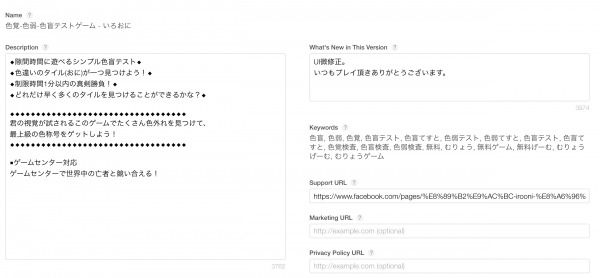 Name ?
色覚-色弱-色盲テストゲーム - いろおに
Description ?
◆隙間時間に遊べるシンプル色盲テスト◆
◆色違いのタイル(おに)が一つ見つけよう！◆
◆制限時間1分以内の真剣勝負！◆
◆どれだけ早く多くのタイルを見つけることができるかな？◆
◆◆◆◆◆◆◆◆◆◆◆◆◆◆◆◆◆◆◆◆◆◆◆◆◆◆◆◆◆◆◆◆◆
君の視覚が試されるこのゲームでたくさん色外れを見つけて、
最上級の色称号をゲットしよう！
◆◆◆◆◆◆◆◆◆◆◆◆◆◆◆◆◆◆◆◆◆◆◆◆◆◆◆◆◆◆◆◆◆
■ゲームセンター対応
ゲームセンターで世界中の亡者と競い合える！
3762
What's New in This Version ?
UI微修正。
いつもプレイ頂きありがとうございます。
3974
Keywords ?
色盲, 色弱, 色覚, 色盲テスト, 色盲てすと, 色弱テスト, 色弱てすと, 色盲テスト, 色盲て
すと, 色覚検査, 色盲検査, 色弱検査, 無料, むりょう, 無料ゲーム, 無料げーむ, むりょう
げーむ, むりょうゲーム
Support URL ?
https://www.facebook.com/pages/%E8%89%B2%E9%AC%BC-irooni-%E8%A6%96%
Marketing URL ?
http://example.com (optional)
Privacy Policy URL ?
http://example.com (optional)